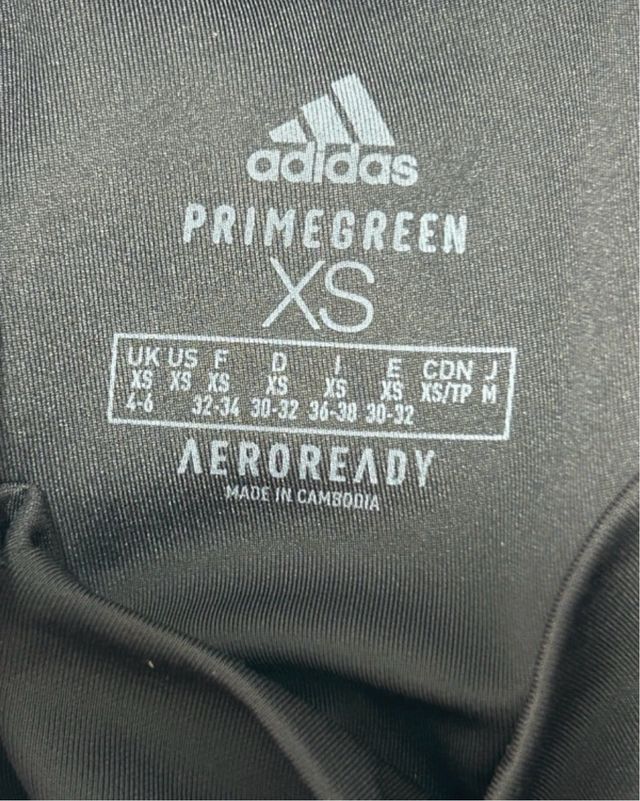 adidas
PRIMEGREEN
XS
UK US F D I E CDN J
XS XS XS XS XS XS XS/TP M
4-6 32-34 30-32 36-38 30-32
AEROREADY
MADE IN CAMBODIA